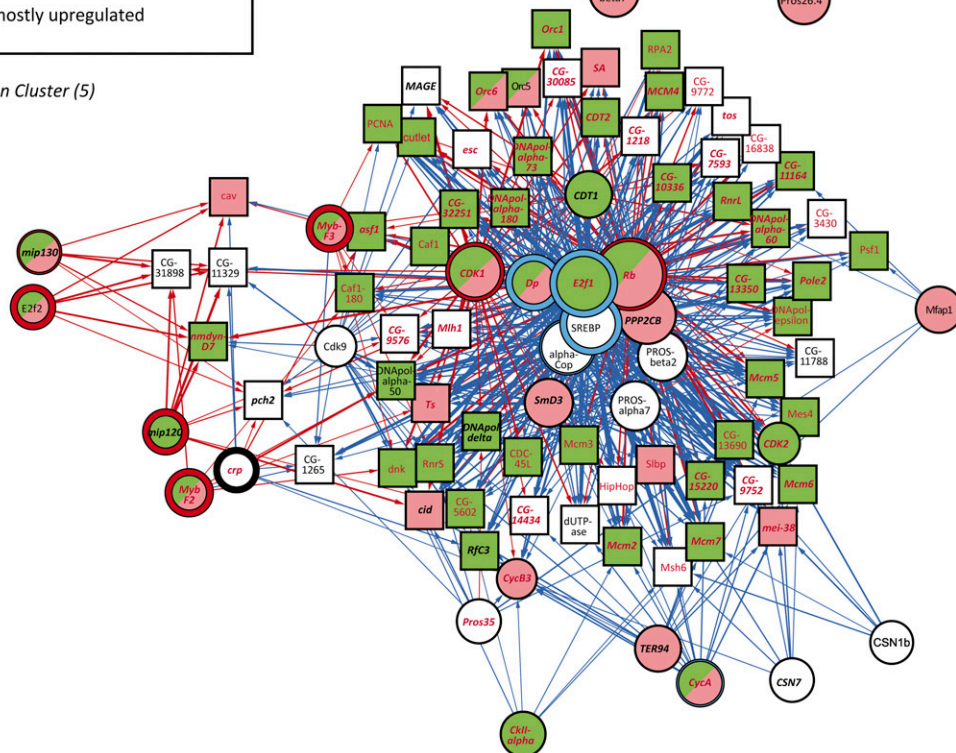 mostly upregulated
Pros26.4
n Cluster (5)
Orc1
RPA2
SA
CG-
30085
MAGE
Orc6
Orc5
MCM4
CG-
9772
PCNA
cutlet
CDT2
tos
CG-
1218
CG-
16838
esc
DNApol-
alpha-
73
CG-
7593
CG-
10336
CG-
11164
cav
CDT1
RnrL
CG-
32251
DNApol-
alpha-
180
DNApol-
alpha-
60
CG-
3430
Myb-
F3
asf1
Caf1
Psf1
mip130
CG-
31898
CG-
11329
CDK1
Dp
E2f1
Rb
CG-
13350
Pole2
Caf1-
180
E2f2
DNApol-
epsilon
Mfap1
SREBP
PPP2CB
CG-
9576
Mlh1
nmdyn-
D7
Cdk9
alpha-
Cop
PROS-
beta2
CG-
11788
DNApol-
alpha-
50
Mcm5
pch2
Ts
SmD3
PROS-
alpha7
Mes4
mip120
DNApol-
delta
Mcm3
CG-
13690
CDK2
crp
CG-
1265
dnk
RnrS
CDC-
45L
Slbp
CG-
15220
CG-
9752
Mcm6
Myb
F2
HipHop
cid
CG-
5602
CG-
14434
dUTP-
ase
mei-38
Mcm2
Mcm7
RfC3
Msh6
CycB3
Pros35
CSN1b
TER94
CycA
CSN7
CkII-
alpha